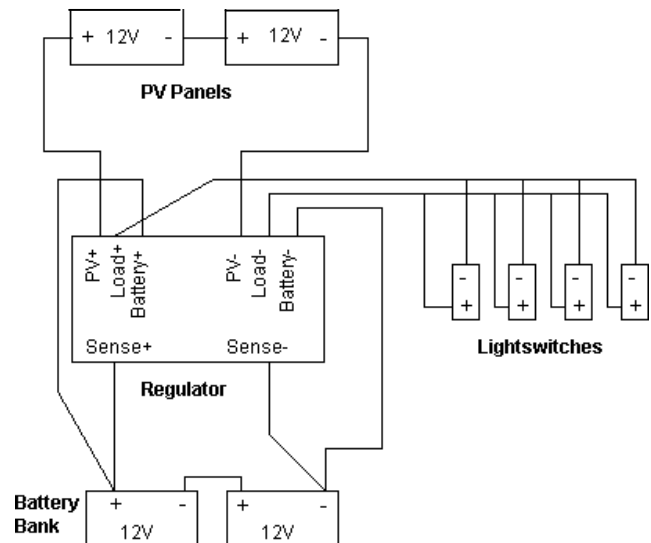 + 12V -
+ 12V -
PV Panels
PV+
Load+
Battery+
PV-
Load-
Battery-
Sense+ Sense-
Regulator
-
+
-
+
-
+
-
+
Lightswitches
Battery
Bank
+ -
12V
+ -
12V